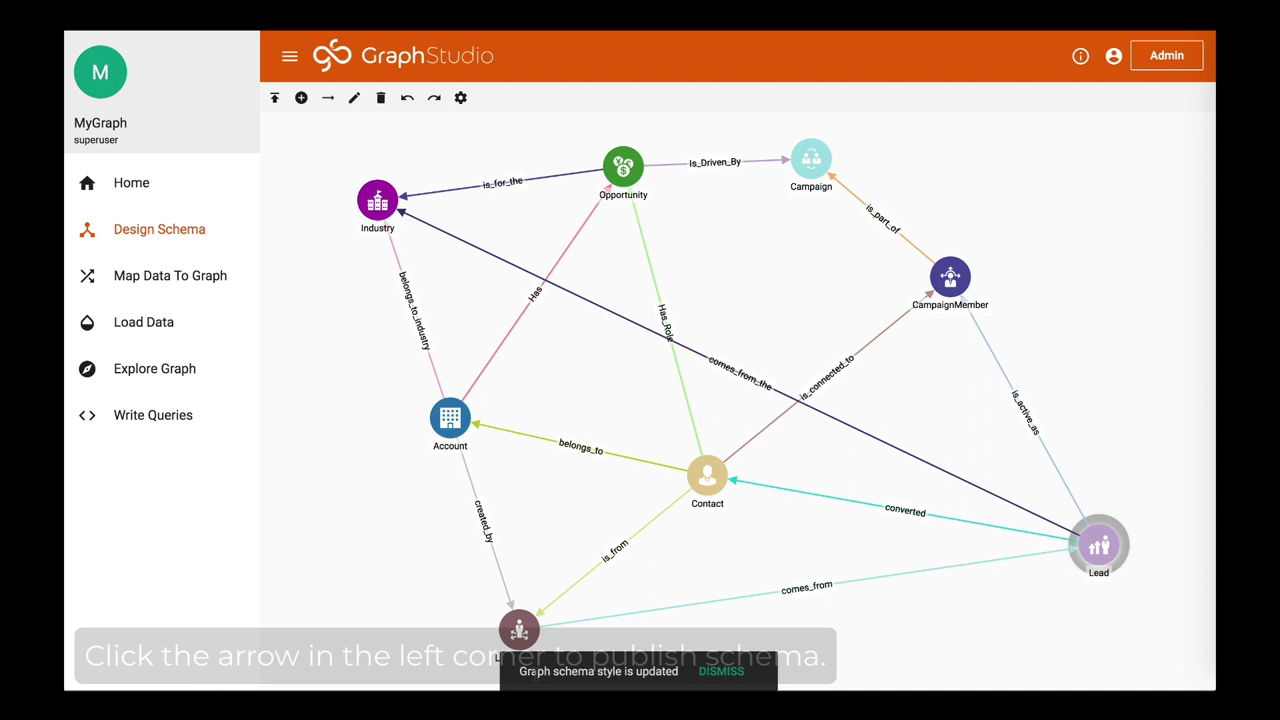 M
MyGraph
superuser
Home
Design Schema
Map Data To Graph
Load Data
Explore Graph
Write Queries
GraphStudio
Admin
Is_Driven_By
Campaign
is_for_the
Opportunity
Industry
is_part_of
CampaignMember
belongs_to_industry
Has
Has_Role
comes_from_the
is_connected_to
is_active_as
Account
belongs_to
Contact
created_by
converted
is_from
Lead
comes_from
Click the arrow in the left corner to publish schema.
Graph schema style is updated DISMISS